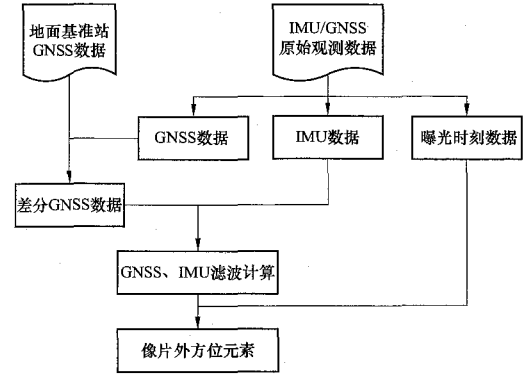 地面基准站
GNSS数据
IMU/GNSS
原始观测数据
GNSS数据
IMU数据
曝光时刻数据
差分GNSS数据
GNSS、IMU滤波计算
像片外方位元素